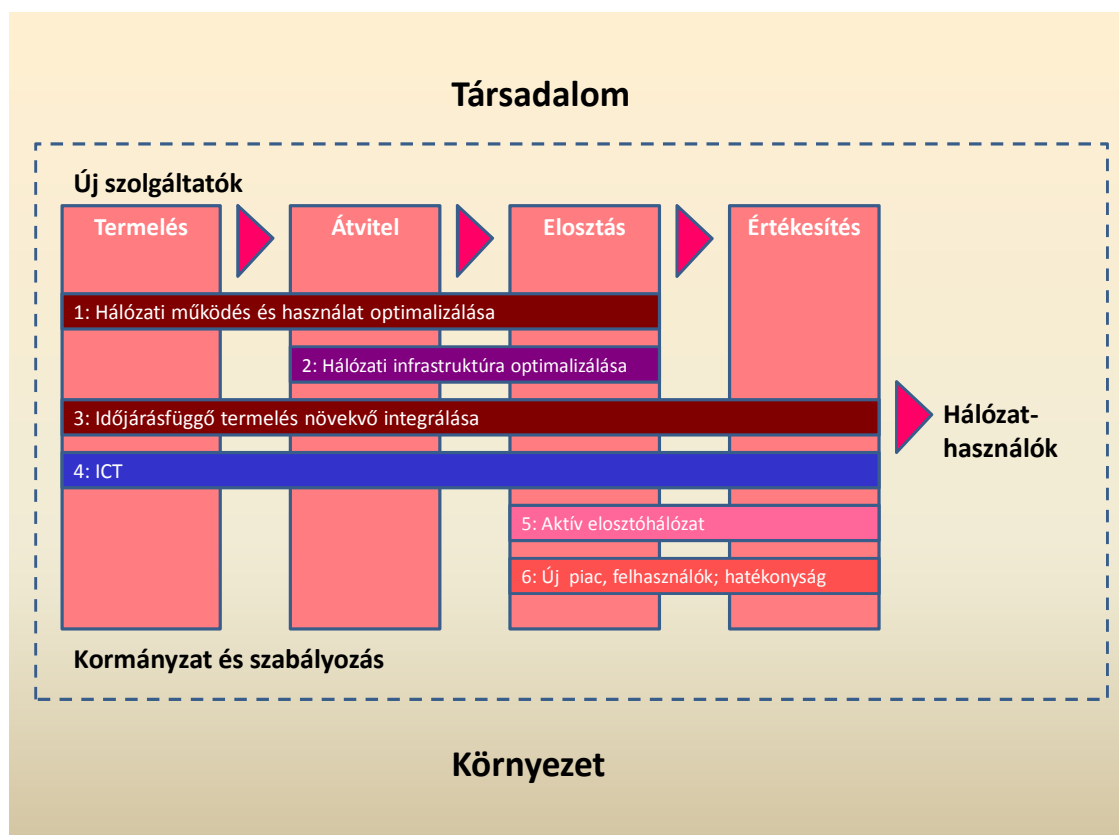 Társadalom
Új szolgáltatók
Termelés
Átvitel
Elosztás
Értékesítés
1: Hálózati működés és használat optimalizálása
2: Hálózati infrastruktúra optimalizálása
3: Időjárásfüggő termelés növekvő integrálása
4: ICT
5: Aktív elosztóhálózat
6: Új piac, felhasználók; hatékonyság
Hálózat-
használók
Kormányzat és szabályozás
Környezet